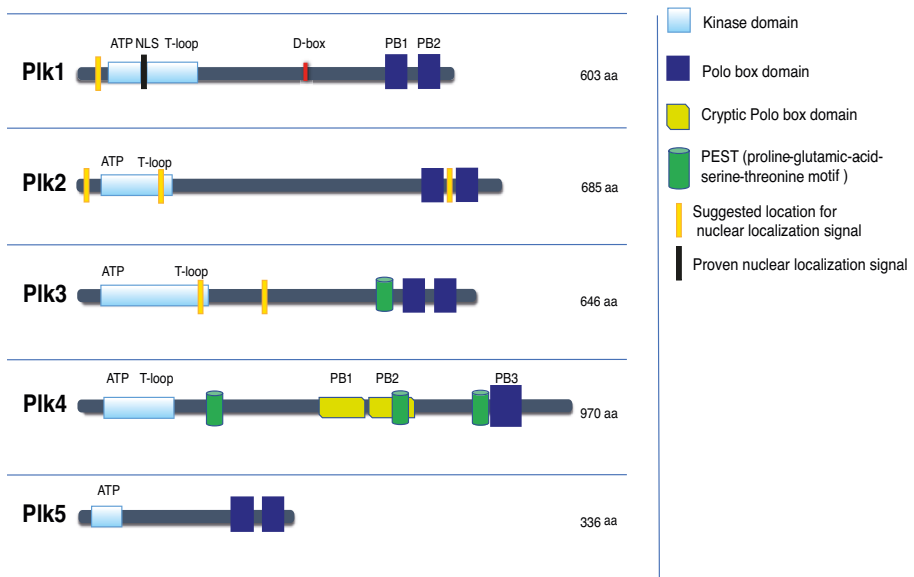 ATP NLS T-loop D-box PB1 PB2
Plk1
603 aa
ATP T-loop
Plk2
685 aa
ATP T-loop
Plk3
646 aa
ATP T-loop PB1 PB2 PB3
Plk4
970 aa
ATP
Plk5
336 aa
Kinase domain
Polo box domain
Cryptic Polo box domain
PEST (proline-glutamic-acid-
serine-threonine motif )
Suggested location for
nuclear localization signal
Proven nuclear localization signal